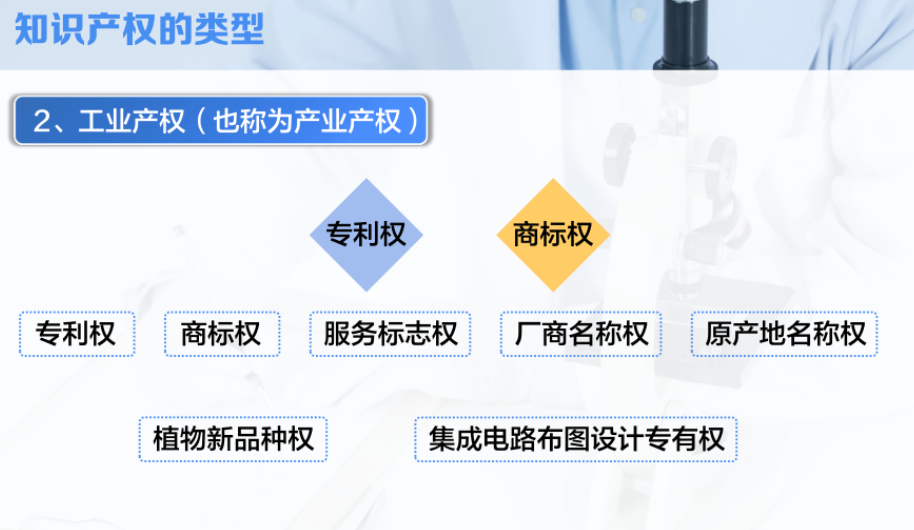 知识产权的类型
2、工业产权（也称为产业产权）
专利权 商标权
专利权 商标权 服务标志权 厂商名称权 原产地名称权
植物新品种权 集成电路布图设计专有权